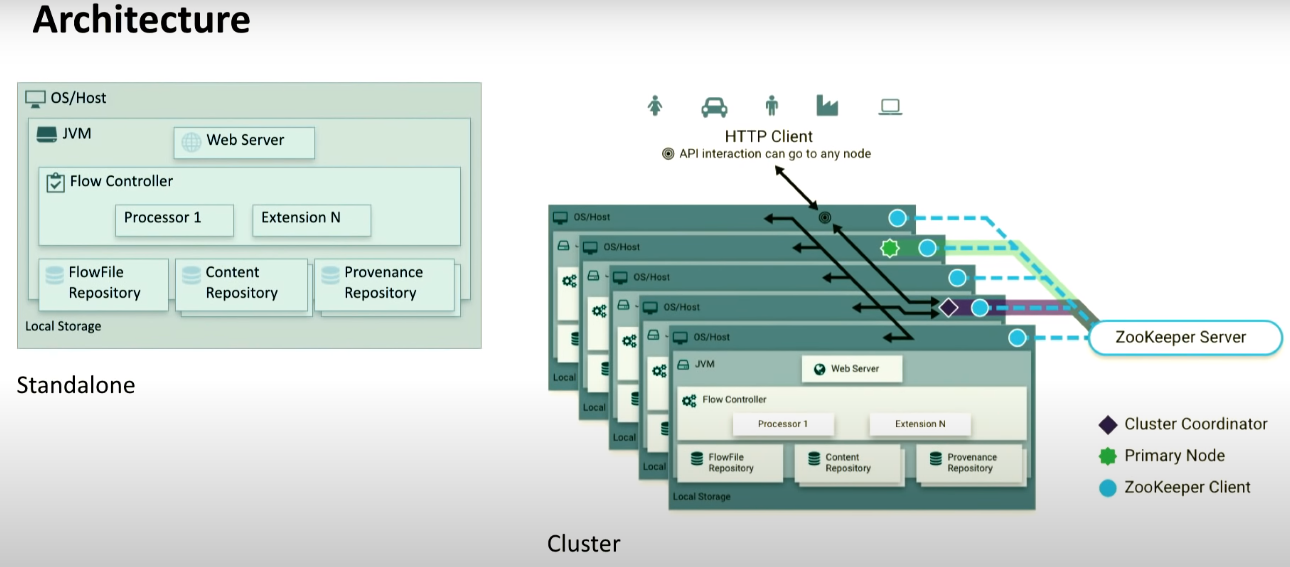 Architecture
OS/Host
JVM
Web Server
Flow Controller
Processor 1
Extension N
FlowFile
Repository
Content
Repository
Provenance
Repository
Local Storage
Standalone
HTTP Client
API interaction can go to any node
OS/Host
OS/Host
OS/Host
OS/Host
OS/Host
JVM
Web Server
Flow Controller
Processor 1
Extension N
FlowFile
Repository
Content
Repository
Provenance
Repository
Local
Local
Local
Local
Local Storage
ZooKeeper Server
Cluster Coordinator
Primary Node
ZooKeeper Client
Cluster